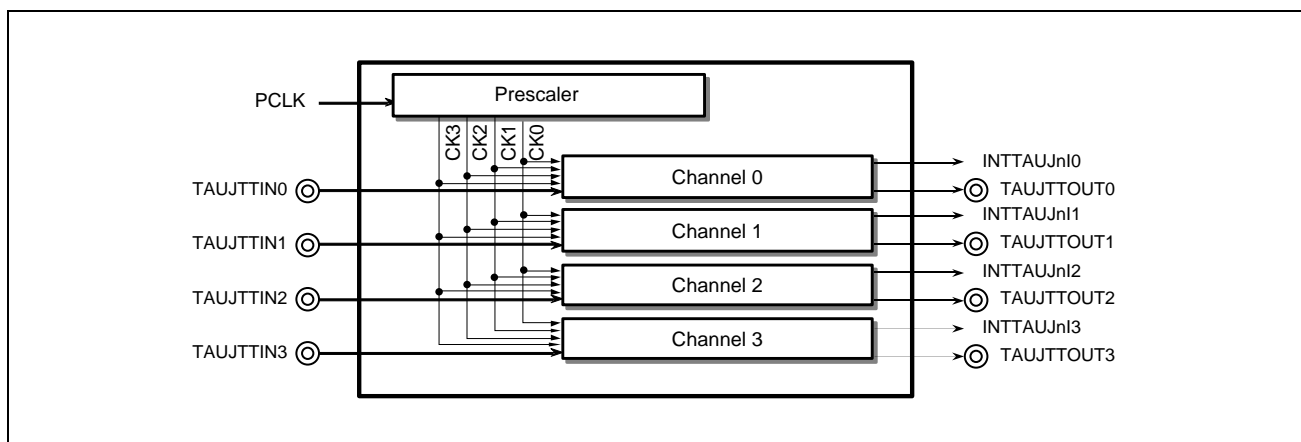 Prescaler
PCLK
CK3
CK2
CK1
CK0
INTTAUJnI0
Channel 0
TAUJTTIN0
TAUJTTOUT0
INTTAUJnI1
Channel 1
TAUJTTIN1
TAUJTTOUT1
INTTAUJnI2
Channel 2
TAUJTTIN2
TAUJTTOUT2
INTTAUJnI3
Channel 3
TAUJTTIN3
TAUJTTOUT3